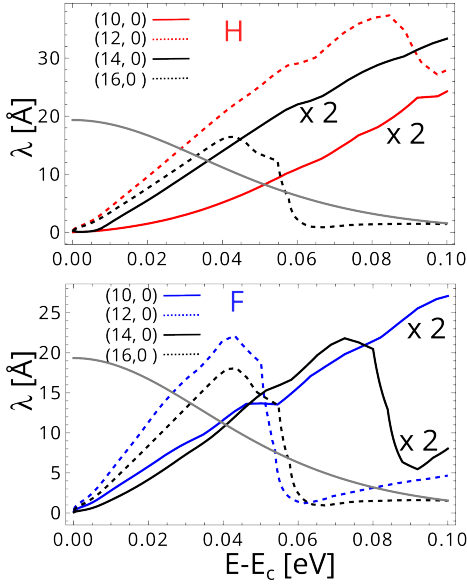 (10, 0)
(12, 0)
(14, 0)
(16,0 )
H
x 2
x 2
λ [Å]
30
20
10
0
0.00 0.02 0.04 0.06 0.08 0.10
(10, 0)
(12, 0)
(14, 0)
(16,0 )
F
x 2
x 2
λ [Å]
25
20
15
10
5
0
0.00 0.02 0.04 0.06 0.08 0.10
E-Ec [eV]